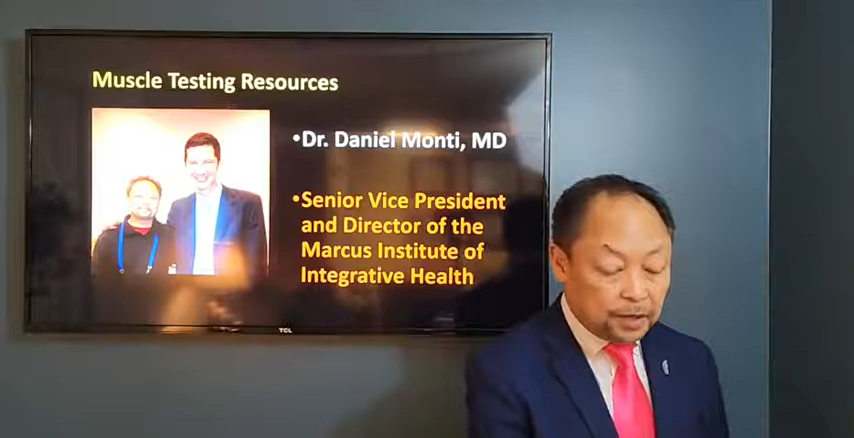 Muscle Testing Resources
•Dr. Daniel Monti, MD
•Senior Vice President
and Director of the
Marcus Institute of
Integrative Health
TCL